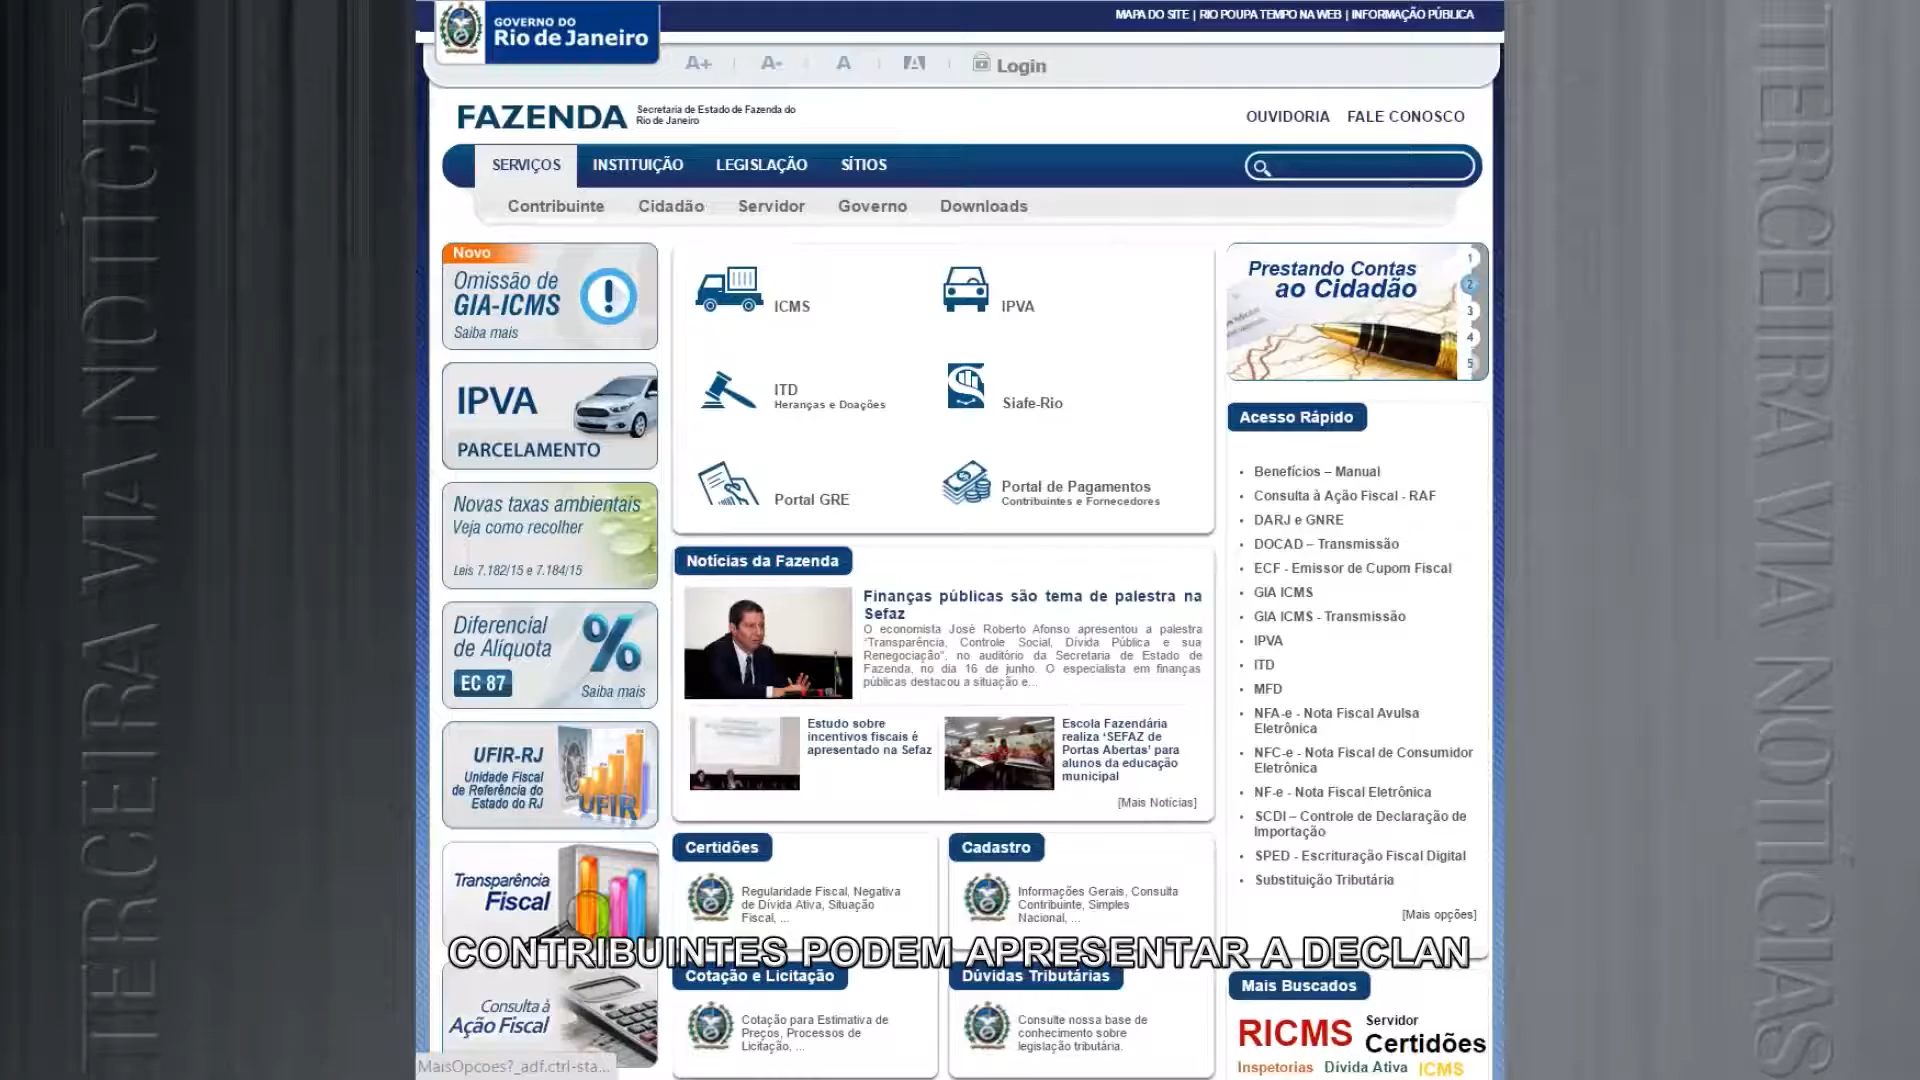 TERCEIRA VIA NOTÍCIAS
GOVERNO DO
Rio de Janeiro
MAPA DO SITE | RIO POUPA TEMPO NA WEB | INFORMAÇÃO PÚBLICA
A+ | A- | A | A | Login
FAZENDA
Secretaria de Estado de Fazenda do
Rio de Janeiro
OUVIDORIA FALE CONOSCO
SERVIÇOS INSTITUIÇÃO LEGISLAÇÃO SÍTIOS
Contribuinte Cidadão Servidor Governo Downloads
Novo
Omissão de
GIA-ICMS
Saiba mais
IPVA
PARCELAMENTO
Novas taxas ambientais
Veja como recolher
Leis 7.182/15 e 7.184/15
Diferencial
de Alíquota
%
EC 87
Saiba mais
UFIR-RJ
Unidade Fiscal
de Referência do
Estado do RJ
UFIR
Transparência
Fiscal
Consulta à
Ação Fiscal
ICMS
IPVA
ITD
Heranças e Doações
Siafe-Rio
Portal GRE
Portal de Pagamentos
Contribuintes e Fornecedores
Notícias da Fazenda
Finanças públicas são tema de palestra na
Sefaz
O economista José Roberto Afonso apresentou a palestra
“Transparência, Controle Social, Dívida Pública e sua
Renegociação”, no auditório da Secretaria de Estado de
Fazenda, no dia 16 de junho. O especialista em finanças
públicas destacou a situação e...
Estudo sobre
incentivos fiscais é
apresentado na Sefaz
Escola Fazendária
realiza ‘SEFAZ de
Portas Abertas’ para
alunos da educação
municipal
[Mais Notícias]
Certidões
Regularidade Fiscal, Negativa
de Dívida Ativa, Situação
Fiscal, ...
Cadastro
Informações Gerais, Consulta
Contribuinte, Simples
Nacional, ...
CONTRIBUINTES PODEM APRESENTAR A DECLAN
Cotação e Licitação
Cotação para Estimativa de
Preços, Processos de
Licitação, ...
Dúvidas Tributárias
Consulte nossa base de
conhecimento sobre
legislação tributária.
Prestando Contas
ao Cidadão
1
2
3
4
5
Acesso Rápido
• Benefícios – Manual
• Consulta à Ação Fiscal - RAF
• DARJ e GNRE
• DOCAD – Transmissão
• ECF - Emissor de Cupom Fiscal
• GIA ICMS
• GIA ICMS - Transmissão
• IPVA
• ITD
• MFD
• NFA-e - Nota Fiscal Avulsa
Eletrônica
• NFC-e - Nota Fiscal de Consumidor
Eletrônica
• NF-e - Nota Fiscal Eletrônica
• SCDI – Controle de Declaração de
Importação
• SPED - Escrituração Fiscal Digital
• Substituição Tributária
[Mais opções]
Mais Buscados
RICMS Servidor
Certidões
Inspetorias Dívida Ativa ICMS
MaisOpcoes?_adf.ctrl-sta...
TERCEIRA VIA NOTÍCIAS